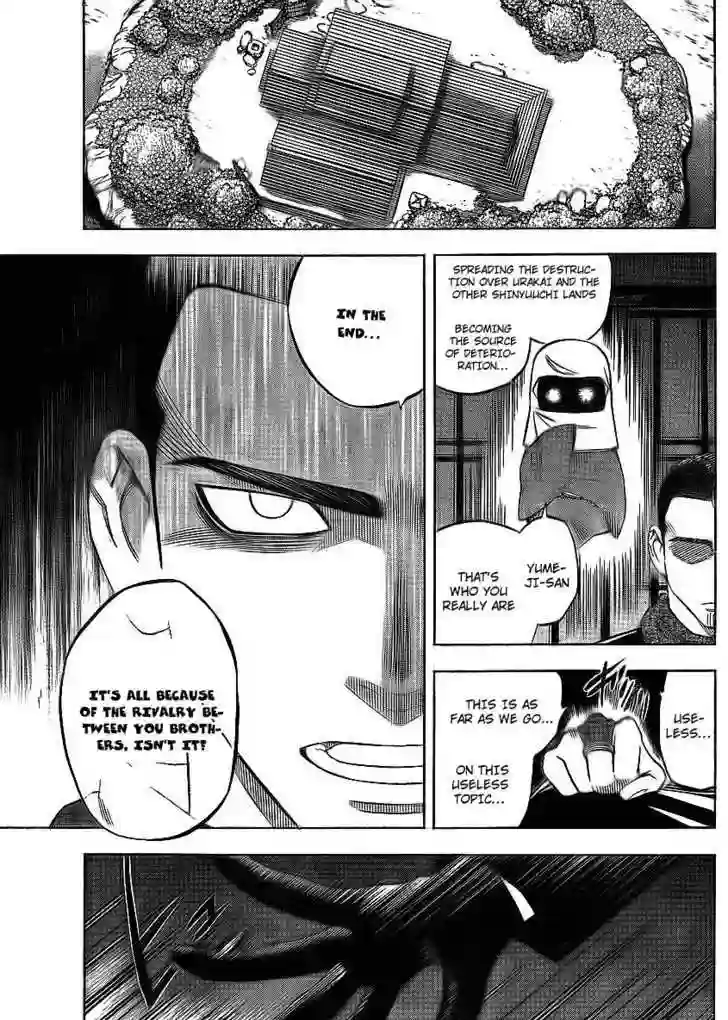 SPREADING THE DESTRUC-
TION OVER URAKAI AND THE
OTHER SHINYUUCHI LANDS
BECOMING
THE SOURCE
OF DETERIO-
RATION...
YUME-
JI-SAN
THAT'S
WHO YOU
REALLY ARE
USE-
LESS...
THIS IS AS
FAR AS WE GO...
ON THIS
USELESS
TOPIC...
IN THE
END...
IT'S ALL BECAUSE
OF THE RIVALRY BE-
TWEEN YOU BROTH-
ERS, ISN'T IT?